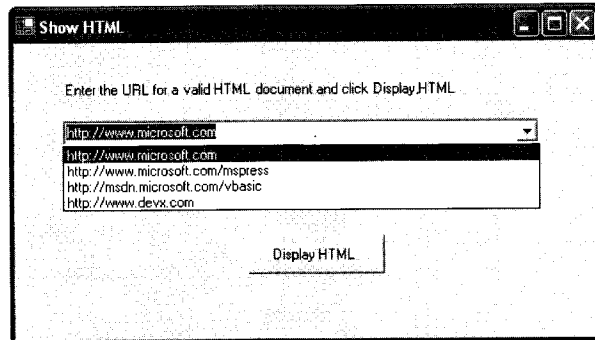 Show HTML
Enter the URL for a valid HTML document and click Display HTML
http://www.microsoft.com
http://www.microsoft.com
http://www.microsoft.com/mspress
http://msdn.microsoft.com/vbasic
http://www.devx.com
Display HTML